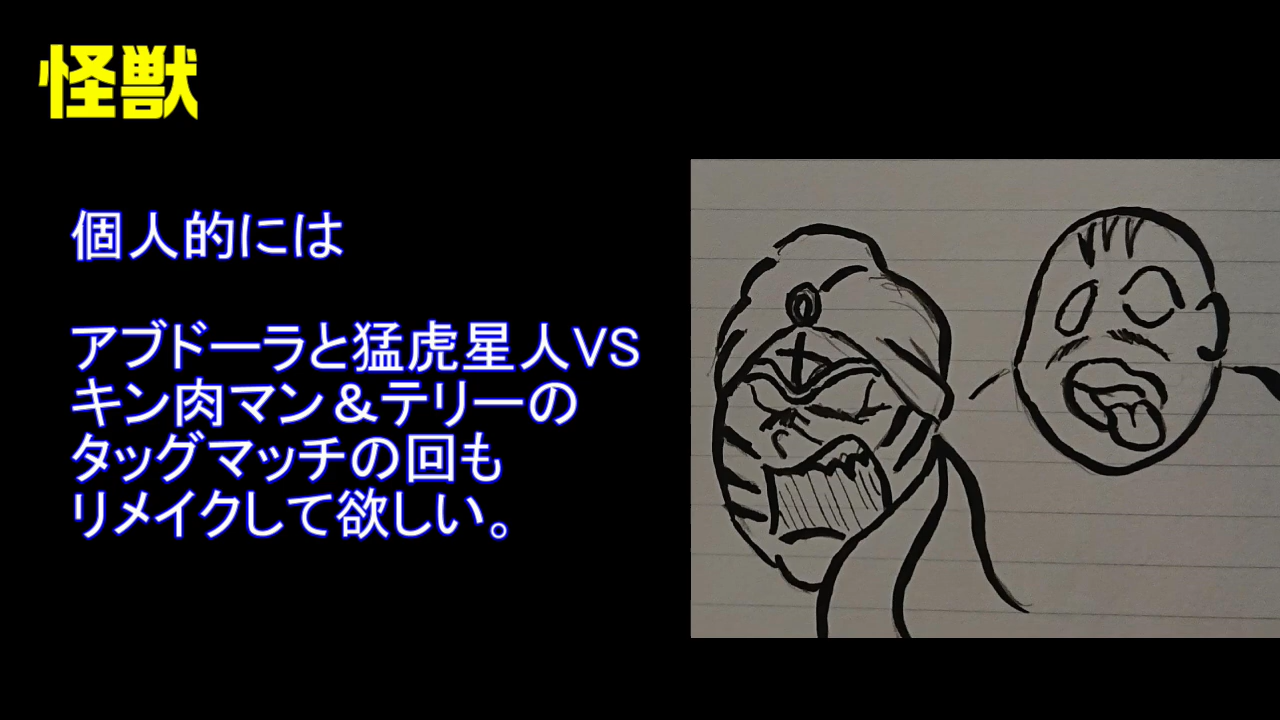 怪獣
個人的には
アブドーラと猛虎星人VS
キン肉マン＆テリーの
タッグマッチの回も
リメイクして欲しい。